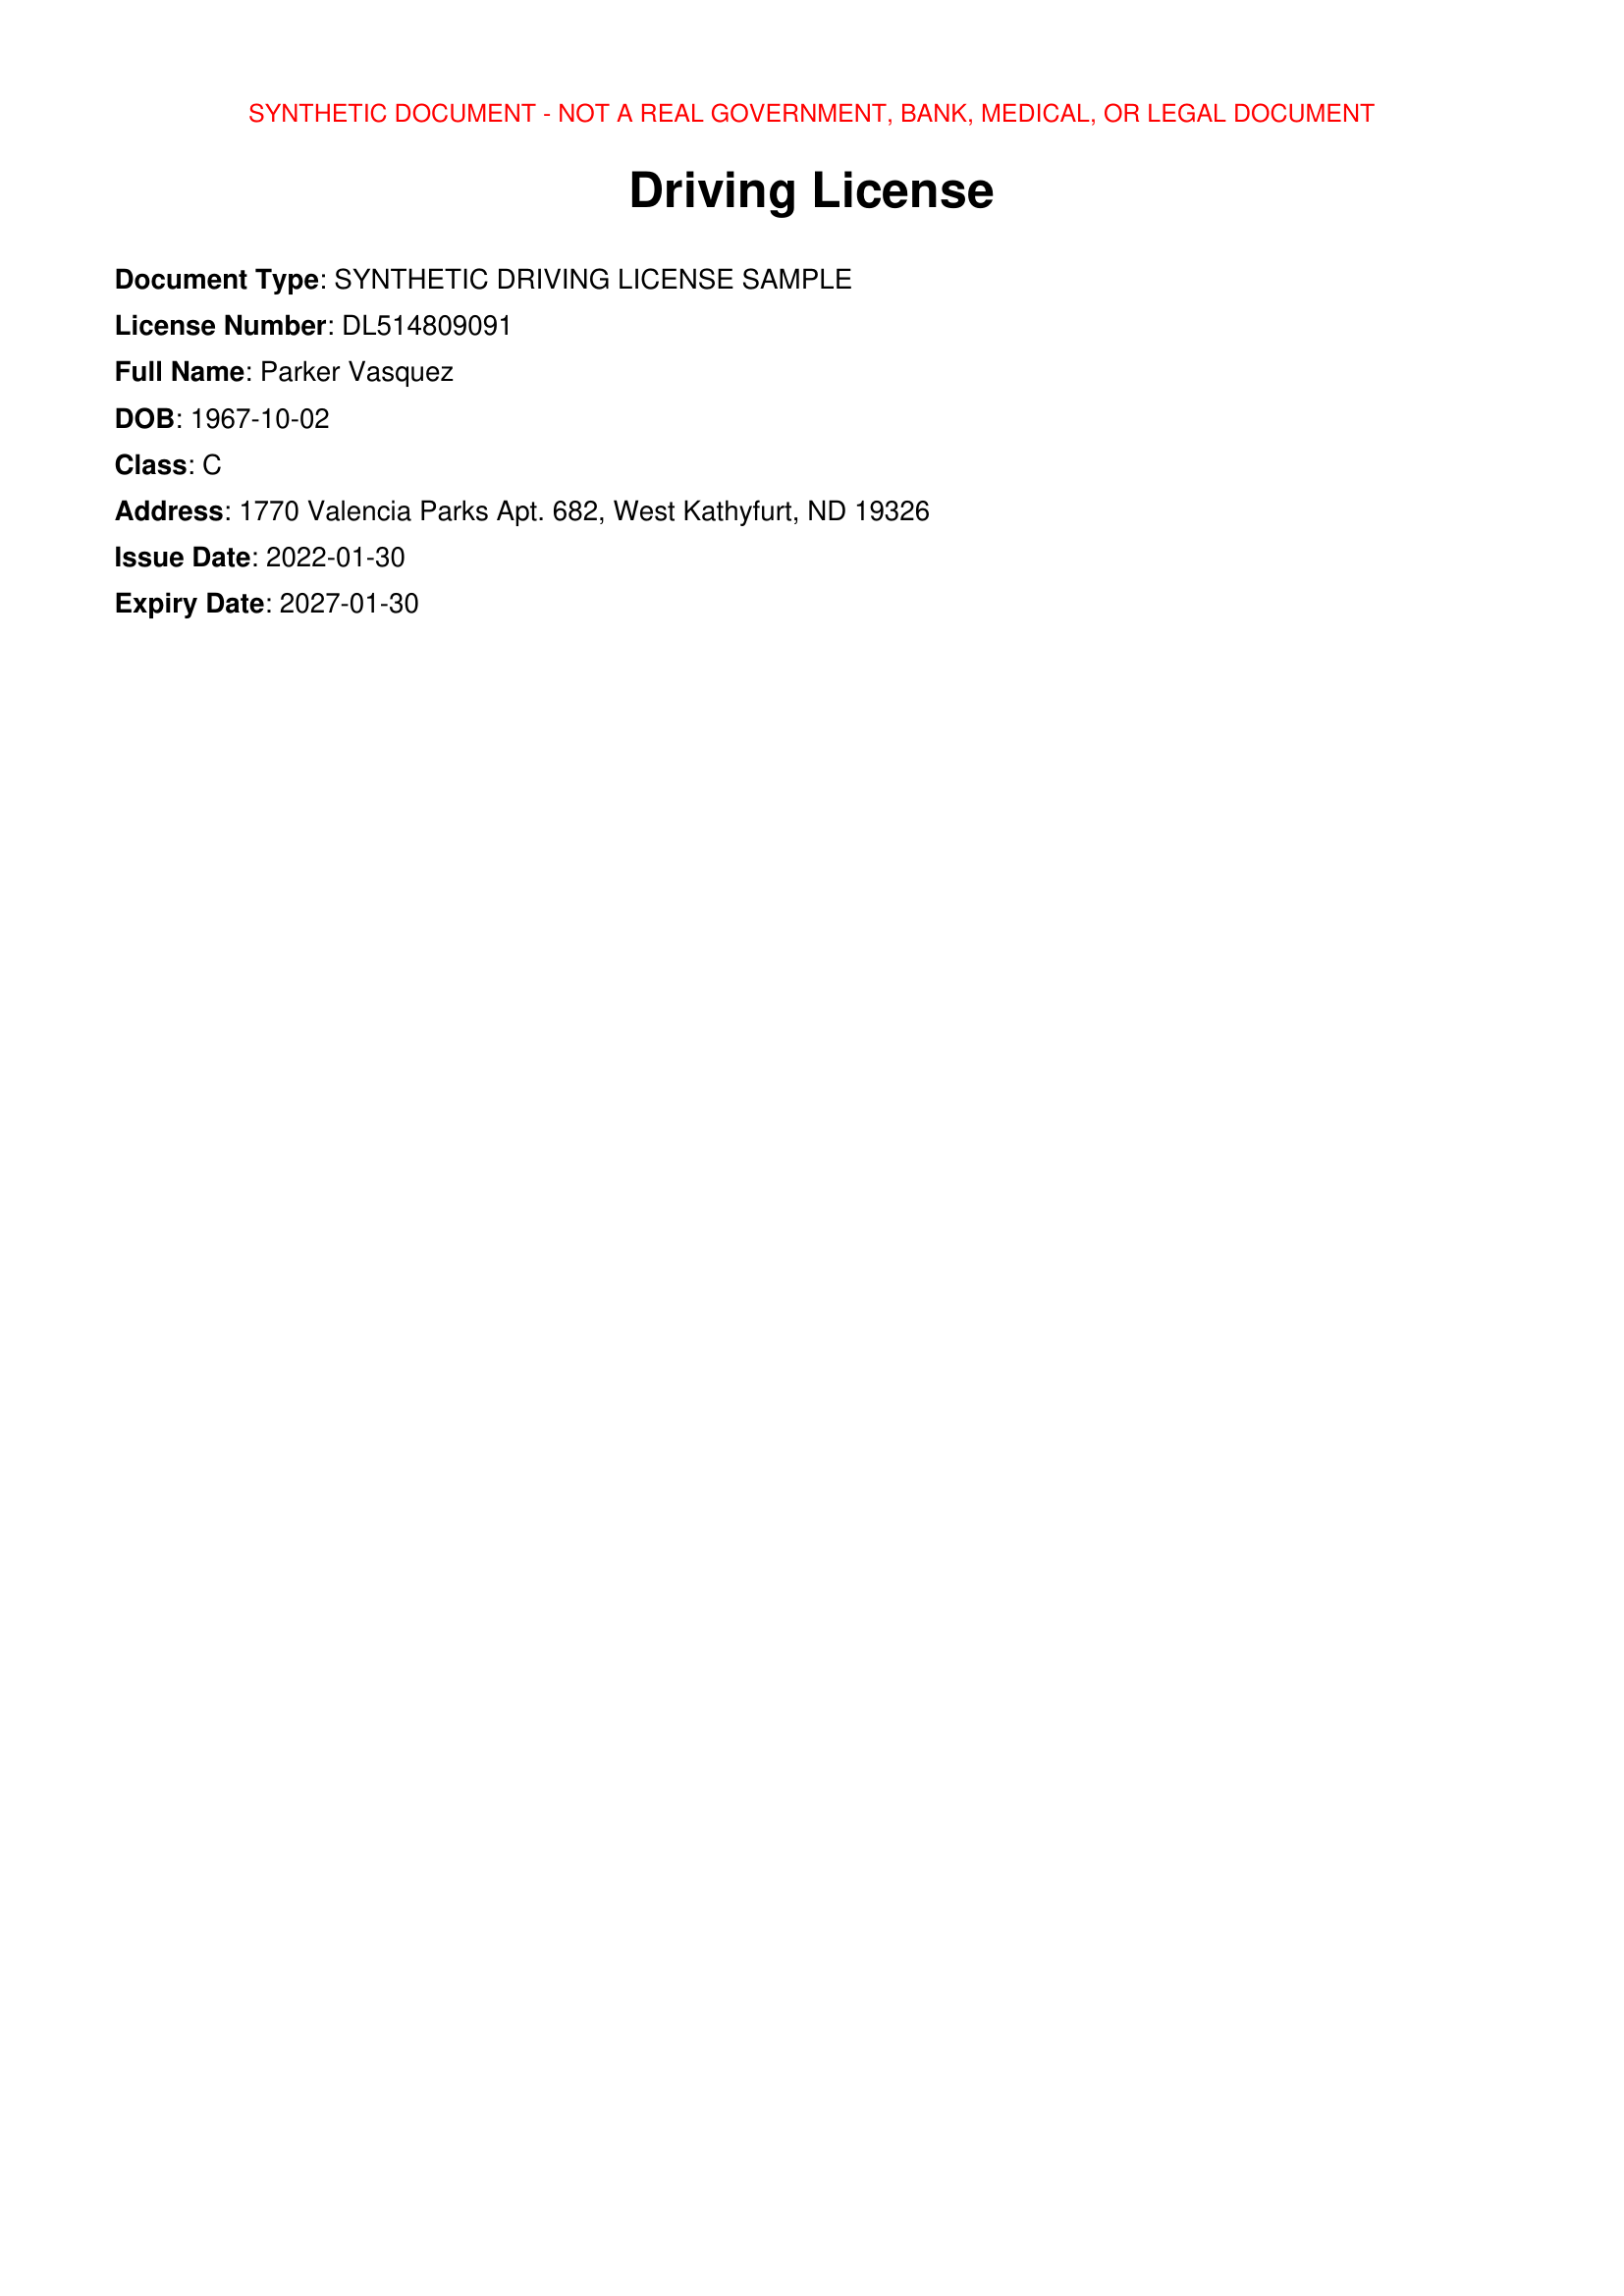 SYNTHETIC DOCUMENT - NOT A REAL GOVERNMENT, BANK, MEDICAL, OR LEGAL DOCUMENT
Driving License
Document Type: SYNTHETIC DRIVING LICENSE SAMPLE
License Number: DL514809091
Full Name: Parker Vasquez
DOB: 1967-10-02
Class: C
Address: 1770 Valencia Parks Apt. 682, West Kathyfurt, ND 19326
Issue Date: 2022-01-30
Expiry Date: 2027-01-30